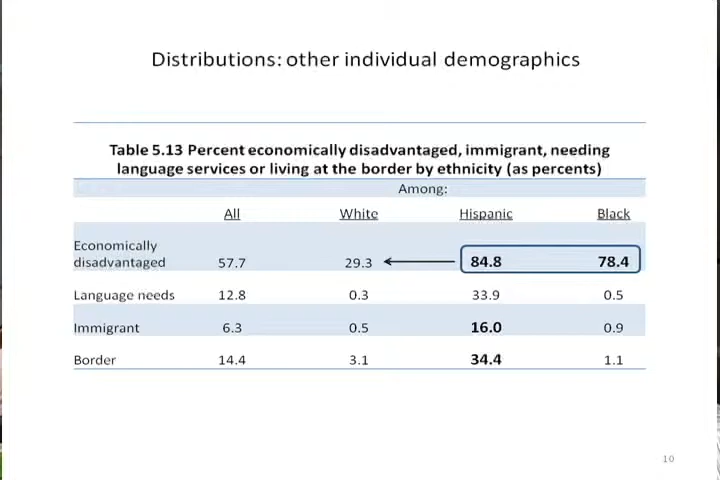 Distributions: other individual demographics
Table 5.13 Percent economically disadvantaged, immigrant, needing
language services or living at the border by ethnicity (as percents)
Among:
All White Hispanic Black
Economically
disadvantaged 57.7 29.3 84.8 78.4
Language needs 12.8 0.3 33.9 0.5
Immigrant 6.3 0.5 16.0 0.9
Border 14.4 3.1 34.4 1.1
10